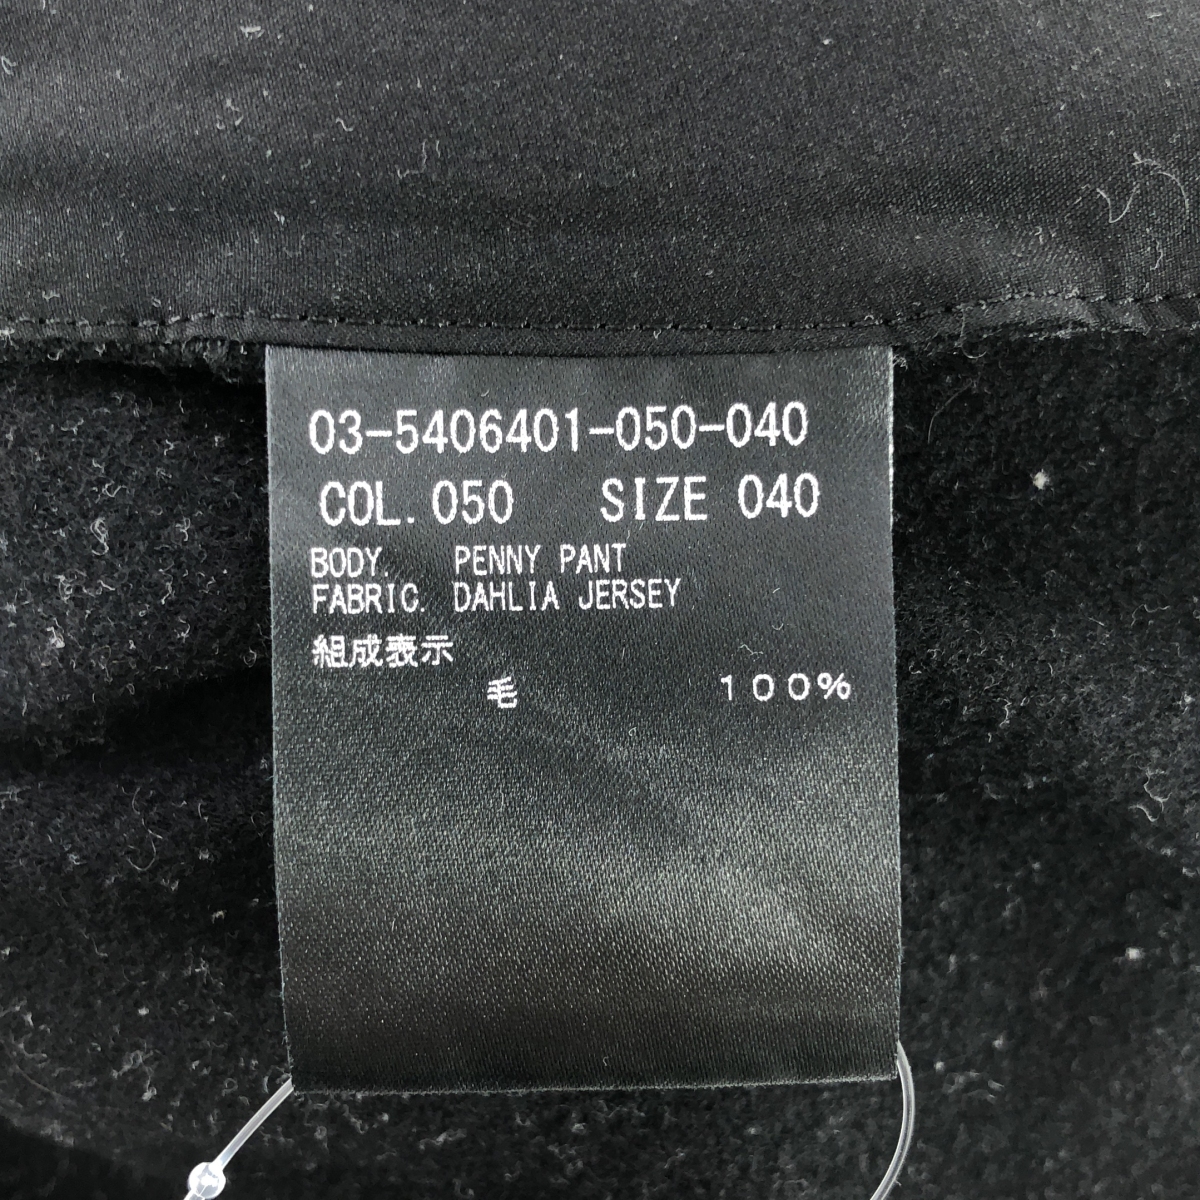 03-5406401-050-040
COL. 050 SIZE 040
BODY. PENNY PANT
FABRIC. DAHLIA JERSEY
組成表示
毛 100%